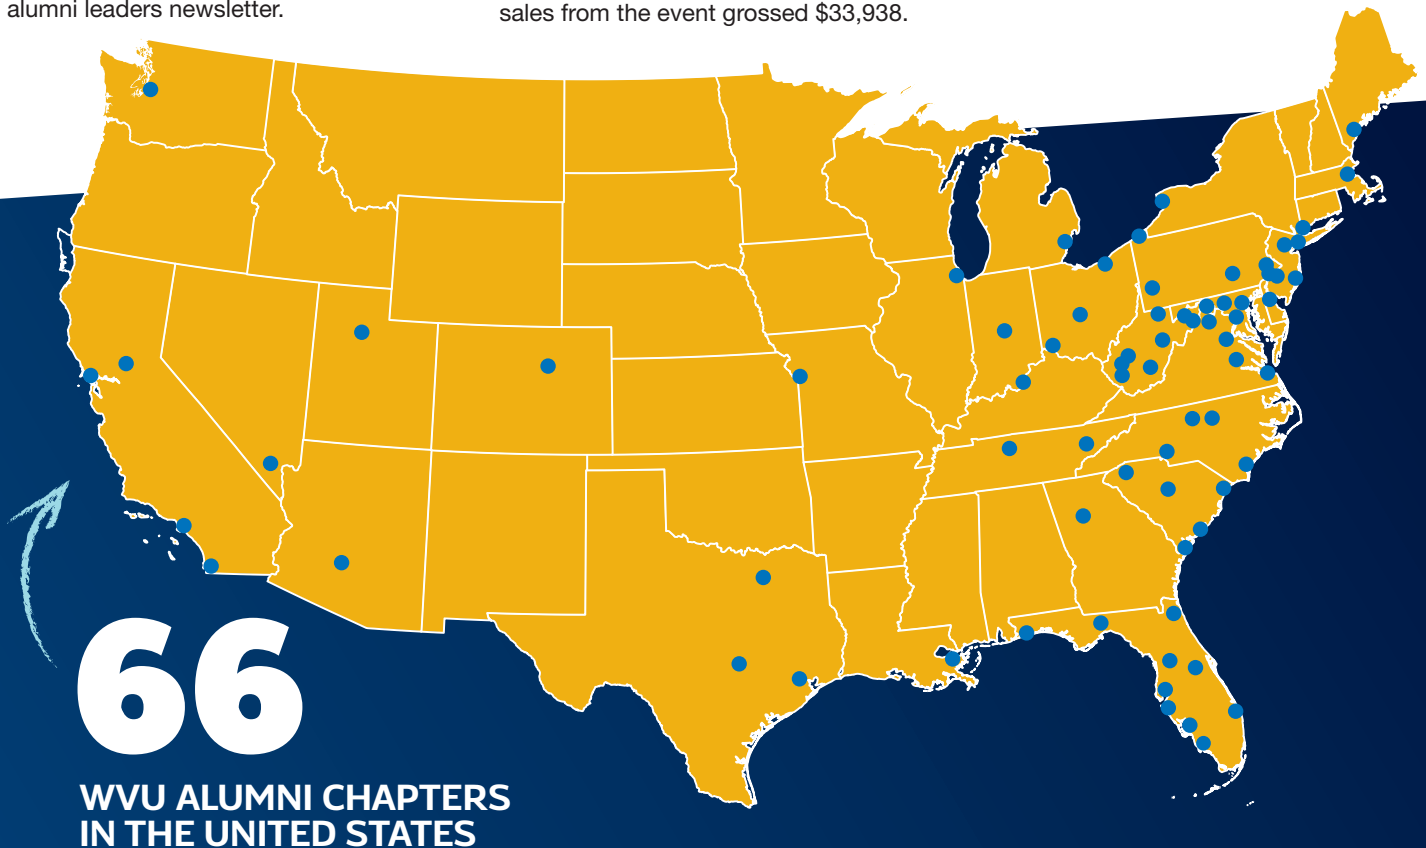 alumni leaders newsletter.
sales from the event grossed $33,938.
66
WVU ALUMNI CHAPTERS
IN THE UNITED STATES